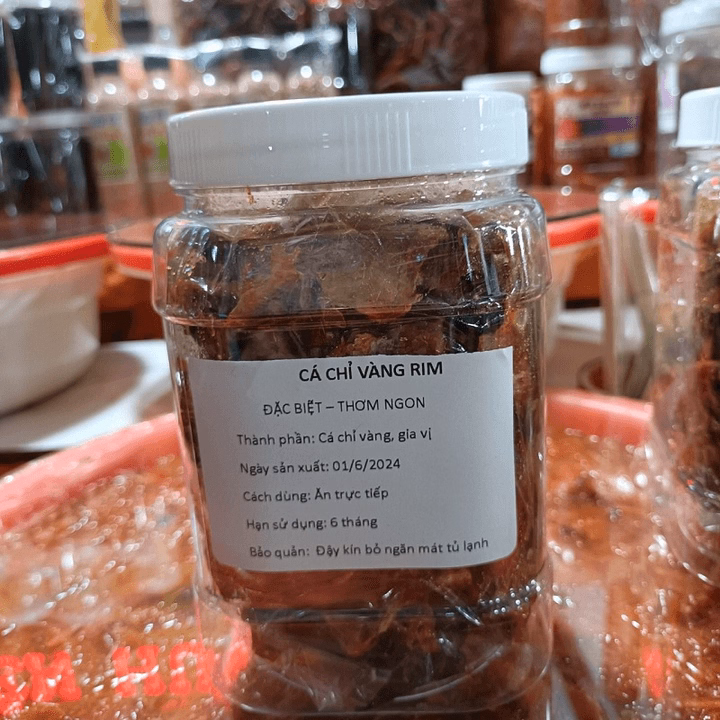 CÁ CHỈ VÀNG RIM
ĐẶC BIỆT – THƠM NGON
Thành phần: Cá chỉ vàng, gia vị
Ngày sản xuất: 01/6/2024
Cách dùng: Ăn trực tiếp
Hạn sử dụng: 6 tháng
Bảo quản: Đậy kín bỏ ngăn mát tủ lạnh